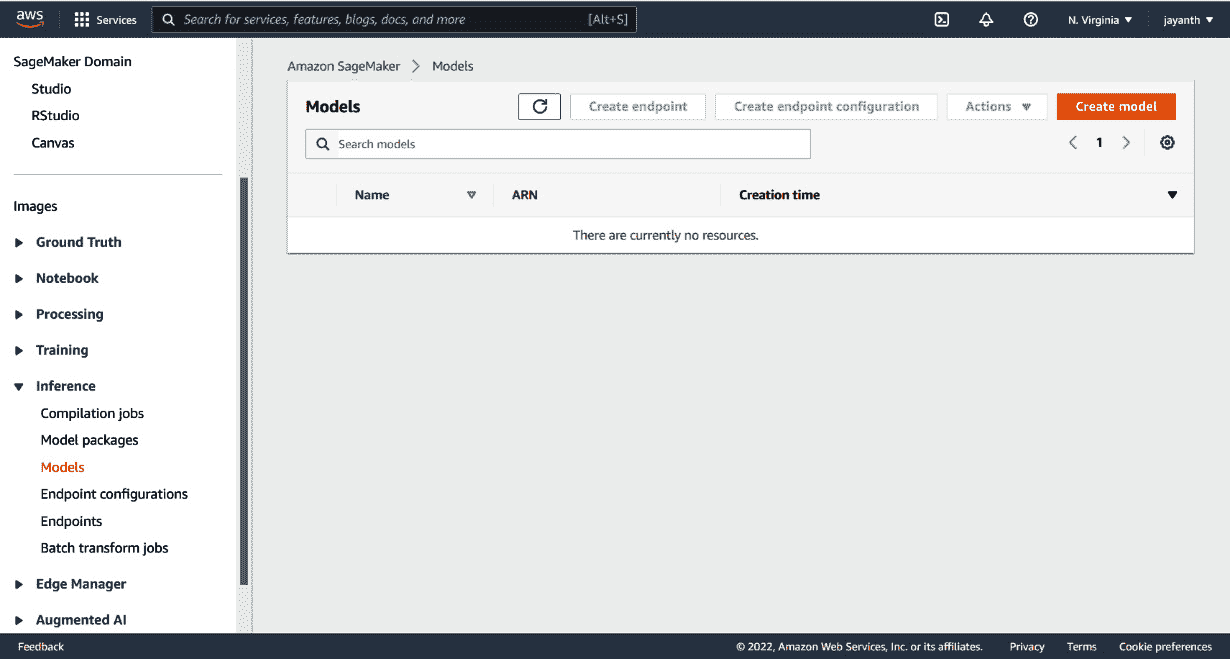 aws
Services
Search for services, features, blogs, docs, and more [Alt+S]
N. Virginia
jayanth
SageMaker Domain
Studio
RStudio
Canvas
Images
Ground Truth
Notebook
Processing
Training
Inference
Compilation jobs
Model packages
Models
Endpoint configurations
Endpoints
Batch transform jobs
Edge Manager
Augmented AI
Amazon SageMaker > Models
Models
Create endpoint
Create endpoint configuration
Actions
Create model
Search models
1
Name
ARN
Creation time
There are currently no resources.
Feedback
© 2022, Amazon Web Services, Inc. or its affiliates.
Privacy
Terms
Cookie preferences